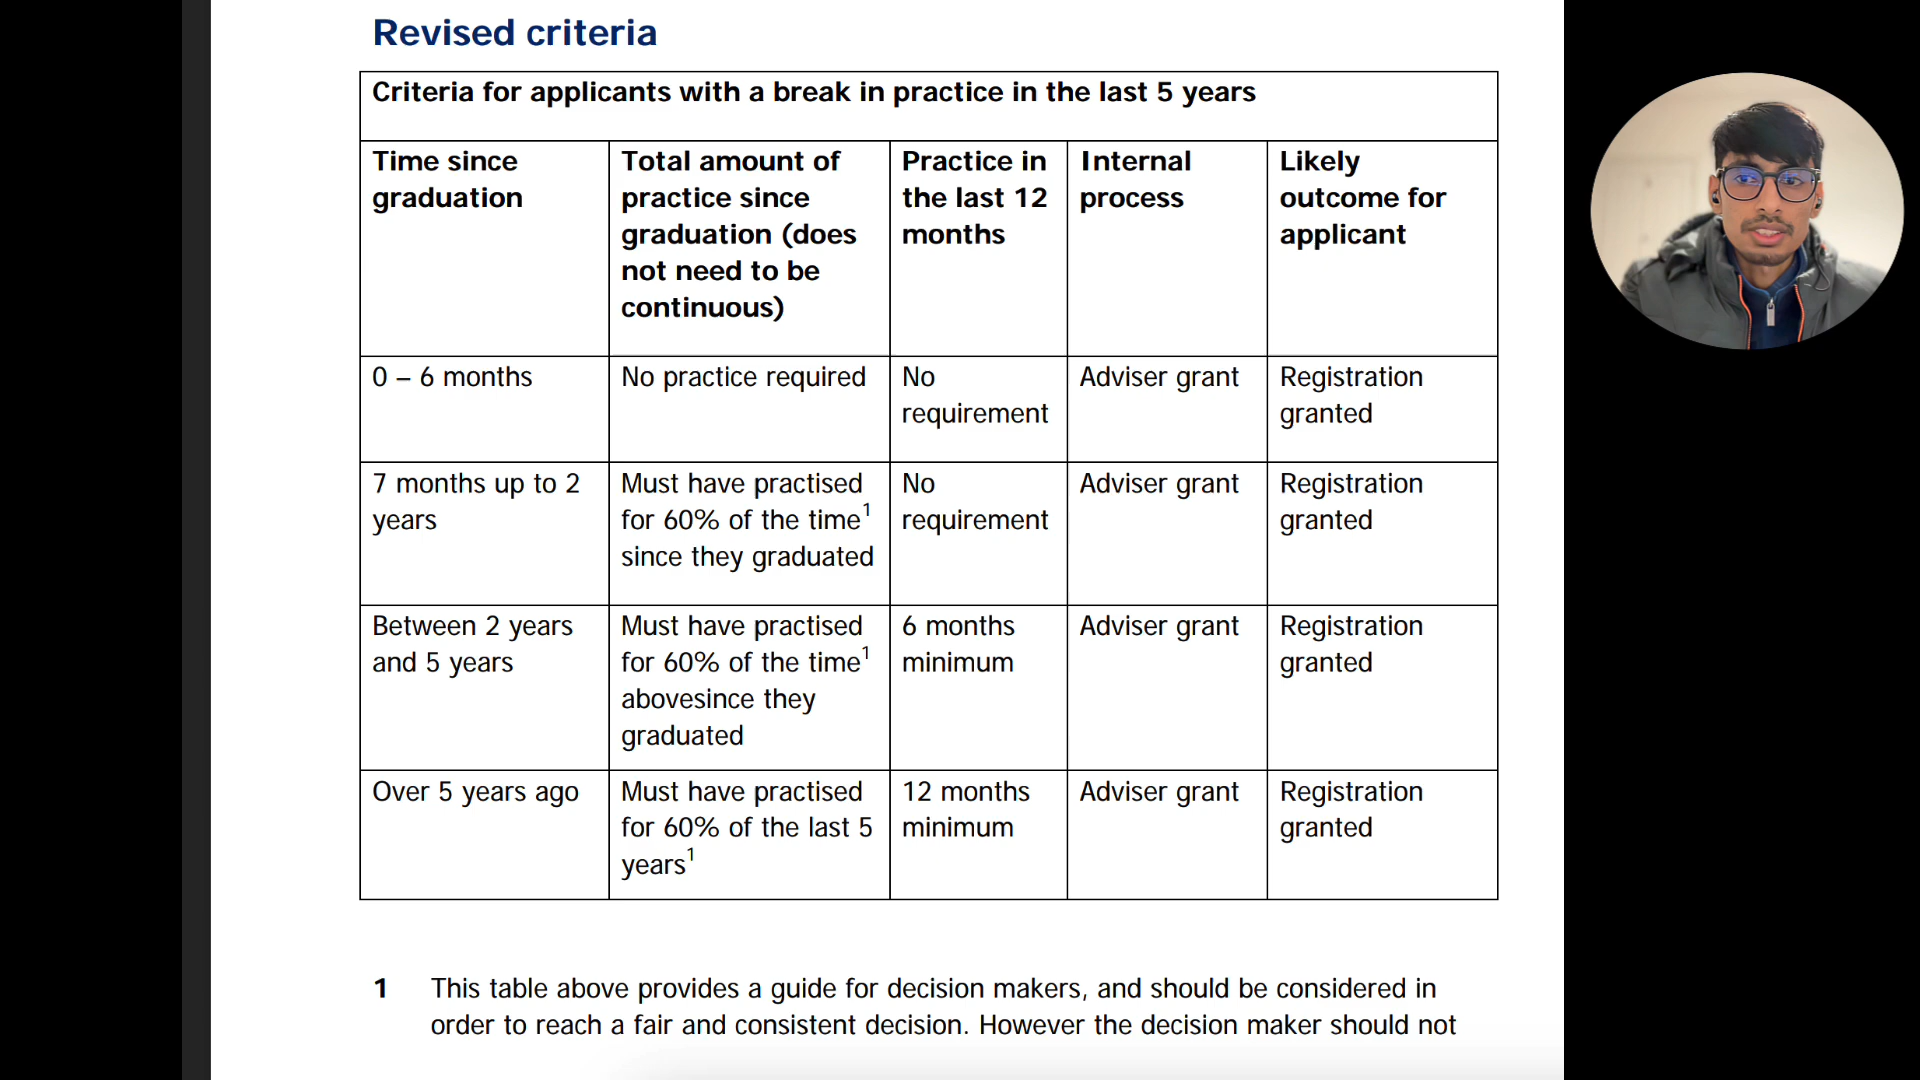 Revised criteria
Criteria for applicants with a break in practice in the last 5 years
Time since
graduation
Total amount of
practice since
graduation (does
not need to be
continuous)
Practice in
the last 12
months
Internal
process
Likely
outcome for
applicant
0 – 6 months
No practice required
No
requirement
Adviser grant
Registration
granted
7 months up to 2
years
Must have practised
for 60% of the time¹
since they graduated
No
requirement
Adviser grant
Registration
granted
Between 2 years
and 5 years
Must have practised
for 60% of the time¹
abovesince they
graduated
6 months
minimum
Adviser grant
Registration
granted
Over 5 years ago
Must have practised
for 60% of the last 5
years¹
12 months
minimum
Adviser grant
Registration
granted
1 This table above provides a guide for decision makers, and should be considered in
order to reach a fair and consistent decision. However the decision maker should not